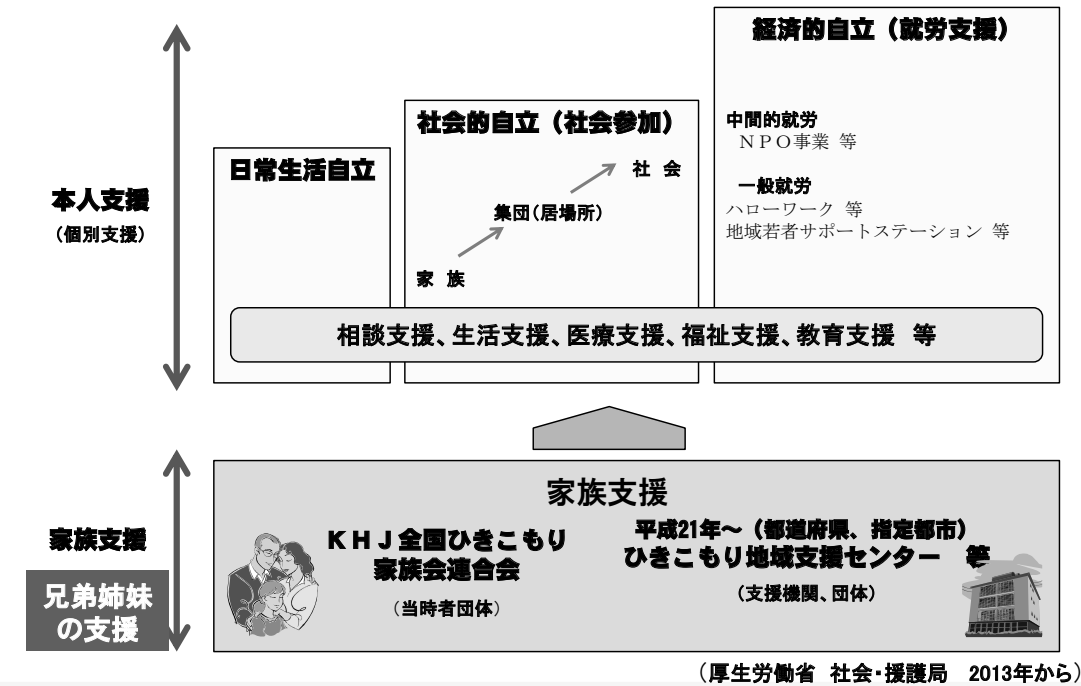 経済的自立（就労支援）
中間的就労
ＮＰＯ事業 等
一般就労
ハローワーク 等
地域若者サポートステーション 等
社会的自立（社会参加）
社 会
集団（居場所）
家 族
日常生活自立
本人支援
（個別支援）
相談支援、生活支援、医療支援、福祉支援、教育支援 等
家族支援
家族支援
兄弟姉妹
の支援
ＫＨＪ全国ひきこもり
家族会連合会
（当時者団体）
平成21年～（都道府県、指定都市）
ひきこもり地域支援センター 等
（支援機関、団体）
（厚生労働省 社会・援護局 2013年から）